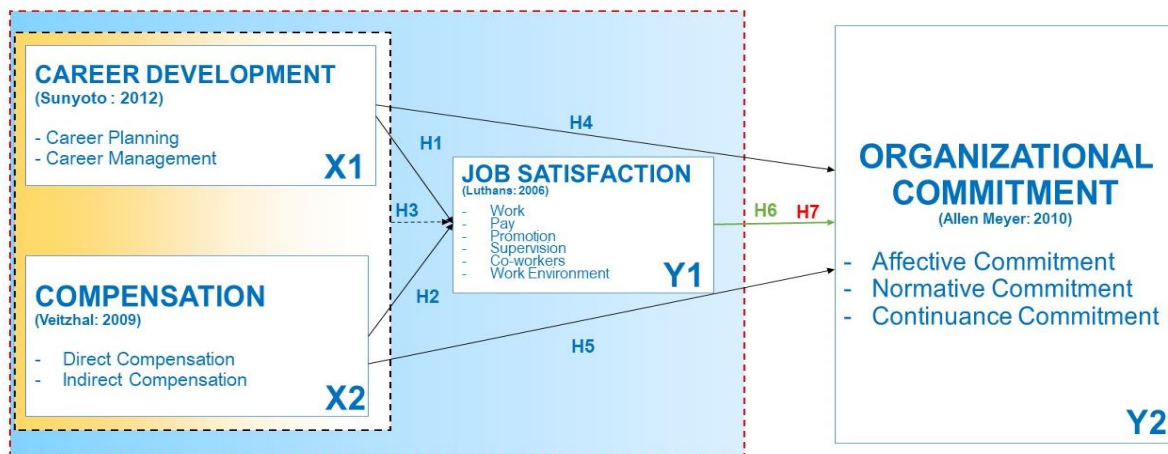 CAREER DEVELOPMENT
(Sunyoto : 2012)
- Career Planning
- Career Management
X1
H1
H4
H3
JOB SATISFACTION
(Luthans: 2006)
- Work
- Pay
- Promotion
- Supervision
- Co-workers
- Work Environment
Y1
H6
H7
COMPENSATION
(Veitzhal: 2009)
- Direct Compensation
- Indirect Compensation
X2
H2
H5
ORGANIZATIONAL
COMMITMENT
(Allen Meyer: 2010)
- Affective Commitment
- Normative Commitment
- Continuance Commitment
Y2